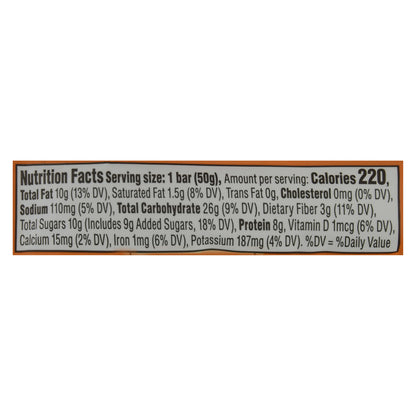 Nutrition Facts Serving size: 1 bar (50g), Amount per serving: Calories 220,
Total Fat 10g (13% DV), Saturated Fat 1.5g (8% DV), Trans Fat 0g, Cholesterol 0mg (0% DV),
Sodium 110mg (5% DV), Total Carbohydrate 26g (9% DV), Dietary Fiber 3g (11% DV),
Total Sugars 10g (Includes 9g Added Sugars, 18% DV), Protein 8g, Vitamin D 1mcg (6% DV),
Calcium 15mg (2% DV), Iron 1mg (6% DV), Potassium 187mg (4% DV). %DV = %Daily Value